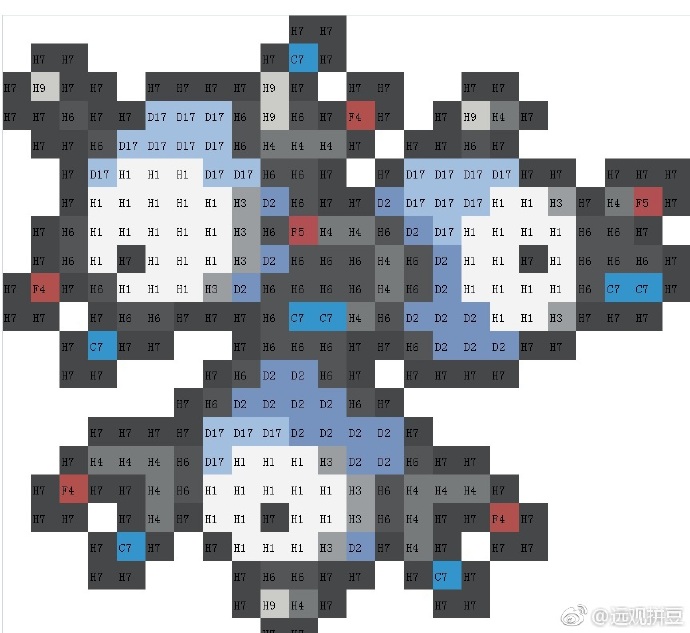 H7 H7
H7 H7 H7 C7 H7
H7 H9 H7 H7 H7 H7 H7 H7 H9 H7 H7 H7 H7 H7
H7 H7 H6 H7 H7 D17 D17 D17 H6 H9 H6 H7 F4 H7 H7 H9 H4 H7
H7 H7 H6 D17 D17 D17 D17 H6 H4 H4 H4 H7 H7 H7 H6 H7
H7 D17 H1 H1 H1 D17 D17 H6 H6 H7 H7 D17 D17 D17 D17 H7 H7 H7 H7 H7
H7 H1 H1 H1 H1 H1 H3 D2 H6 H7 H7 D2 D17 D17 D17 H1 H1 H3 H7 H4 F5 H7
H7 H6 H1 H1 H1 H1 H1 H3 H6 F5 H4 H4 H6 D2 D17 H1 H1 H1 H1 H6 H6 H7
H7 H6 H1 H7 H1 H1 H1 H3 D2 H6 H6 H6 H4 H6 D2 H1 H1 H7 H1 H7 H6 H6 H7
H7 F4 H7 H6 H1 H1 H1 H3 D2 H6 H6 H6 H6 H4 H6 D2 H1 H1 H1 H1 H6 C7 C7 H7
H7 H7 H7 H6 H6 H7 H7 H7 H7 H6 C7 C7 H4 H6 D2 D2 D2 H1 H1 H3 H7 H7 H7
H7 C7 H7 H7 H7 H6 H6 H6 H7 H7 H6 D2 D2 D2 H7 H7
H7 H7 H7 H6 D2 D2 H6 H7 H7 H7 H7 H7
H7 H6 D2 D2 D2 D2 H6 H7
H7 H7 H7 H7 D17 D17 D17 D2 D2 D2 D2 H7
H7 H4 H4 H4 H6 D17 H1 H1 H1 H3 D2 D2 H6 H7 H7
H7 F4 H7 H7 H4 H6 H1 H1 H1 H1 H1 H3 H6 H4 H4 H4 H7
H7 H7 H7 H4 H7 H1 H1 H7 H1 H1 H3 H6 H6 H7 H7 F4 H7
H7 C7 H7 H7 H1 H1 H1 H3 D2 H7 H4 H7 H7 H7
H7 H7 H7 H6 H6 H7 H7 H7 C7 H7
H7 H9 H4 H7 H7 H7
H7 H7
@远观拼豆